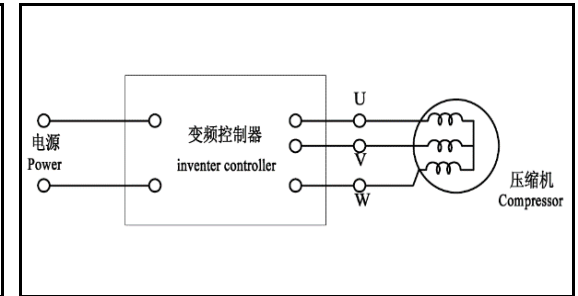 U
变频控制器
电源
Power
inventer controller
V
压缩机
Compressor
W